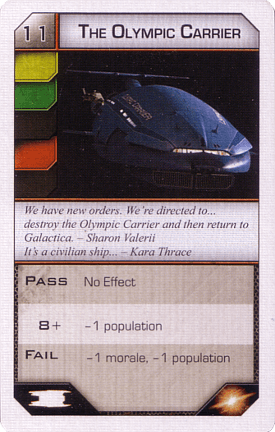 11 The Olympic Carrier
We have new orders. We're directed to...
destroy the Olympic Carrier and then return to
Galactica. – Sharon Valerii
It's a civilian ship... – Kara Thrace
Pass No Effect
8+ –1 population
Fail –1 morale, –1 population